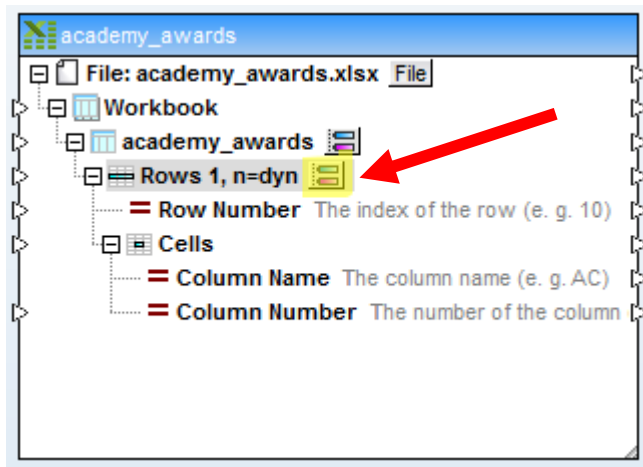 academy_awards
File: academy_awards.xlsx File
Workbook
academy_awards
Rows 1, n=dyn
Row Number The index of the row (e. g. 10)
Cells
Column Name The column name (e. g. AC)
Column Number The number of the column